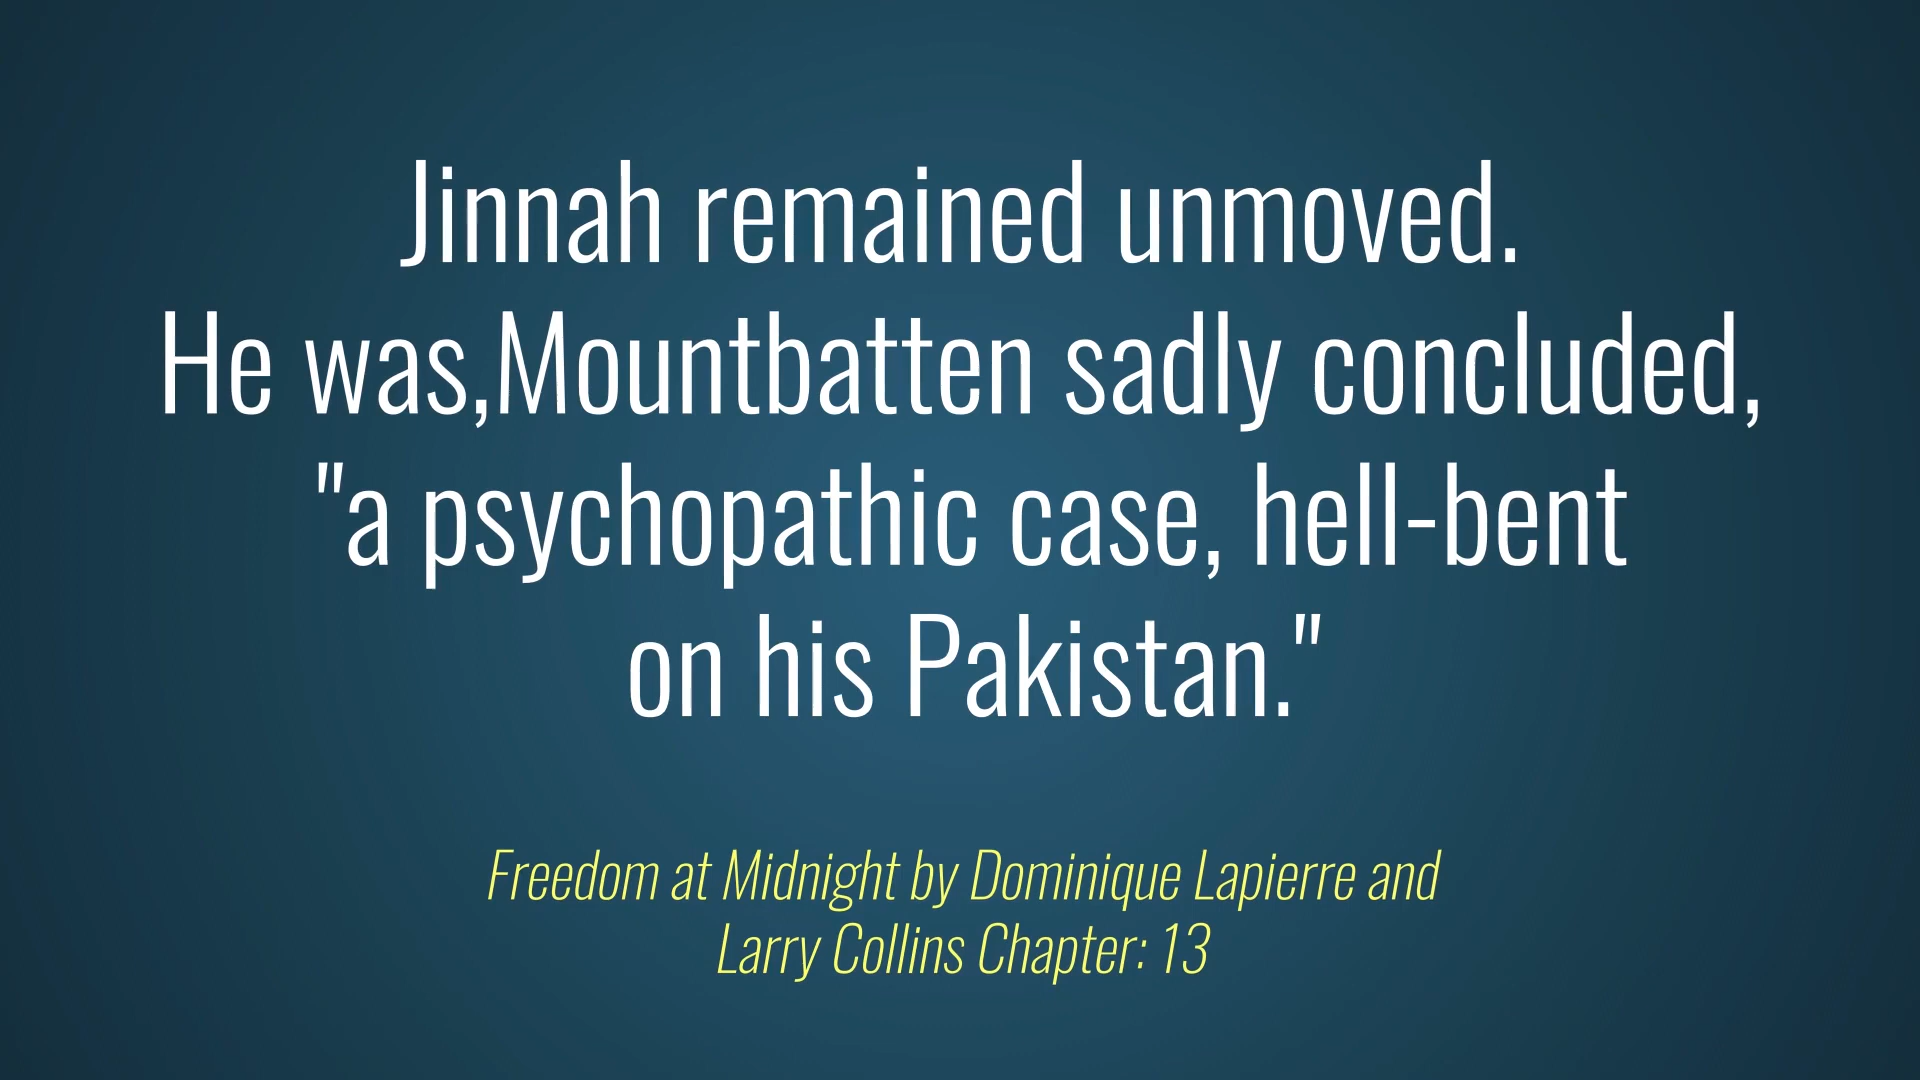 Jinnah remained unmoved.
He was,Mountbatten sadly concluded,
"a psychopathic case, hell-bent
on his Pakistan."
Freedom at Midnight by Dominique Lapierre and
Larry Collins Chapter: 13